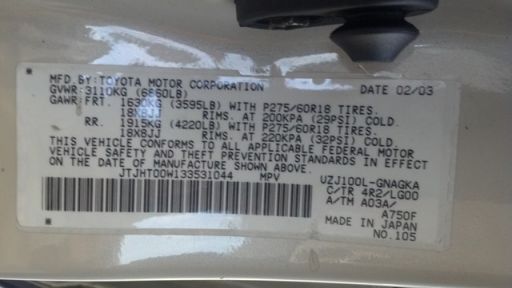 MFD. BY: TOYOTA MOTOR CORPORATION DATE 02/03
GVWR: 3110KG (6860LB)
GAWR: FRT. 1630KG (3595LB) WITH P275/60R18 TIRES.
18X8JJ RIMS. AT 200KPA (29PSI) COLD.
RR. 1915KG (4220LB) WITH P275/60R18 TIRES.
18X8JJ RIMS. AT 220KPA (32PSI) COLD.
THIS VEHICLE CONFORMS TO ALL APPLICABLE FEDERAL MOTOR
VEHICLE SAFETY AND THEFT PREVENTION STANDARDS IN EFFECT
ON THE DATE OF MANUFACTURE SHOWN ABOVE.
JTJHT00W133531044 MPV UZJ100L-GNAGKA
C/TR 4R2/LG00
A/TM A03A/
A750F
MADE IN JAPAN
NO.105